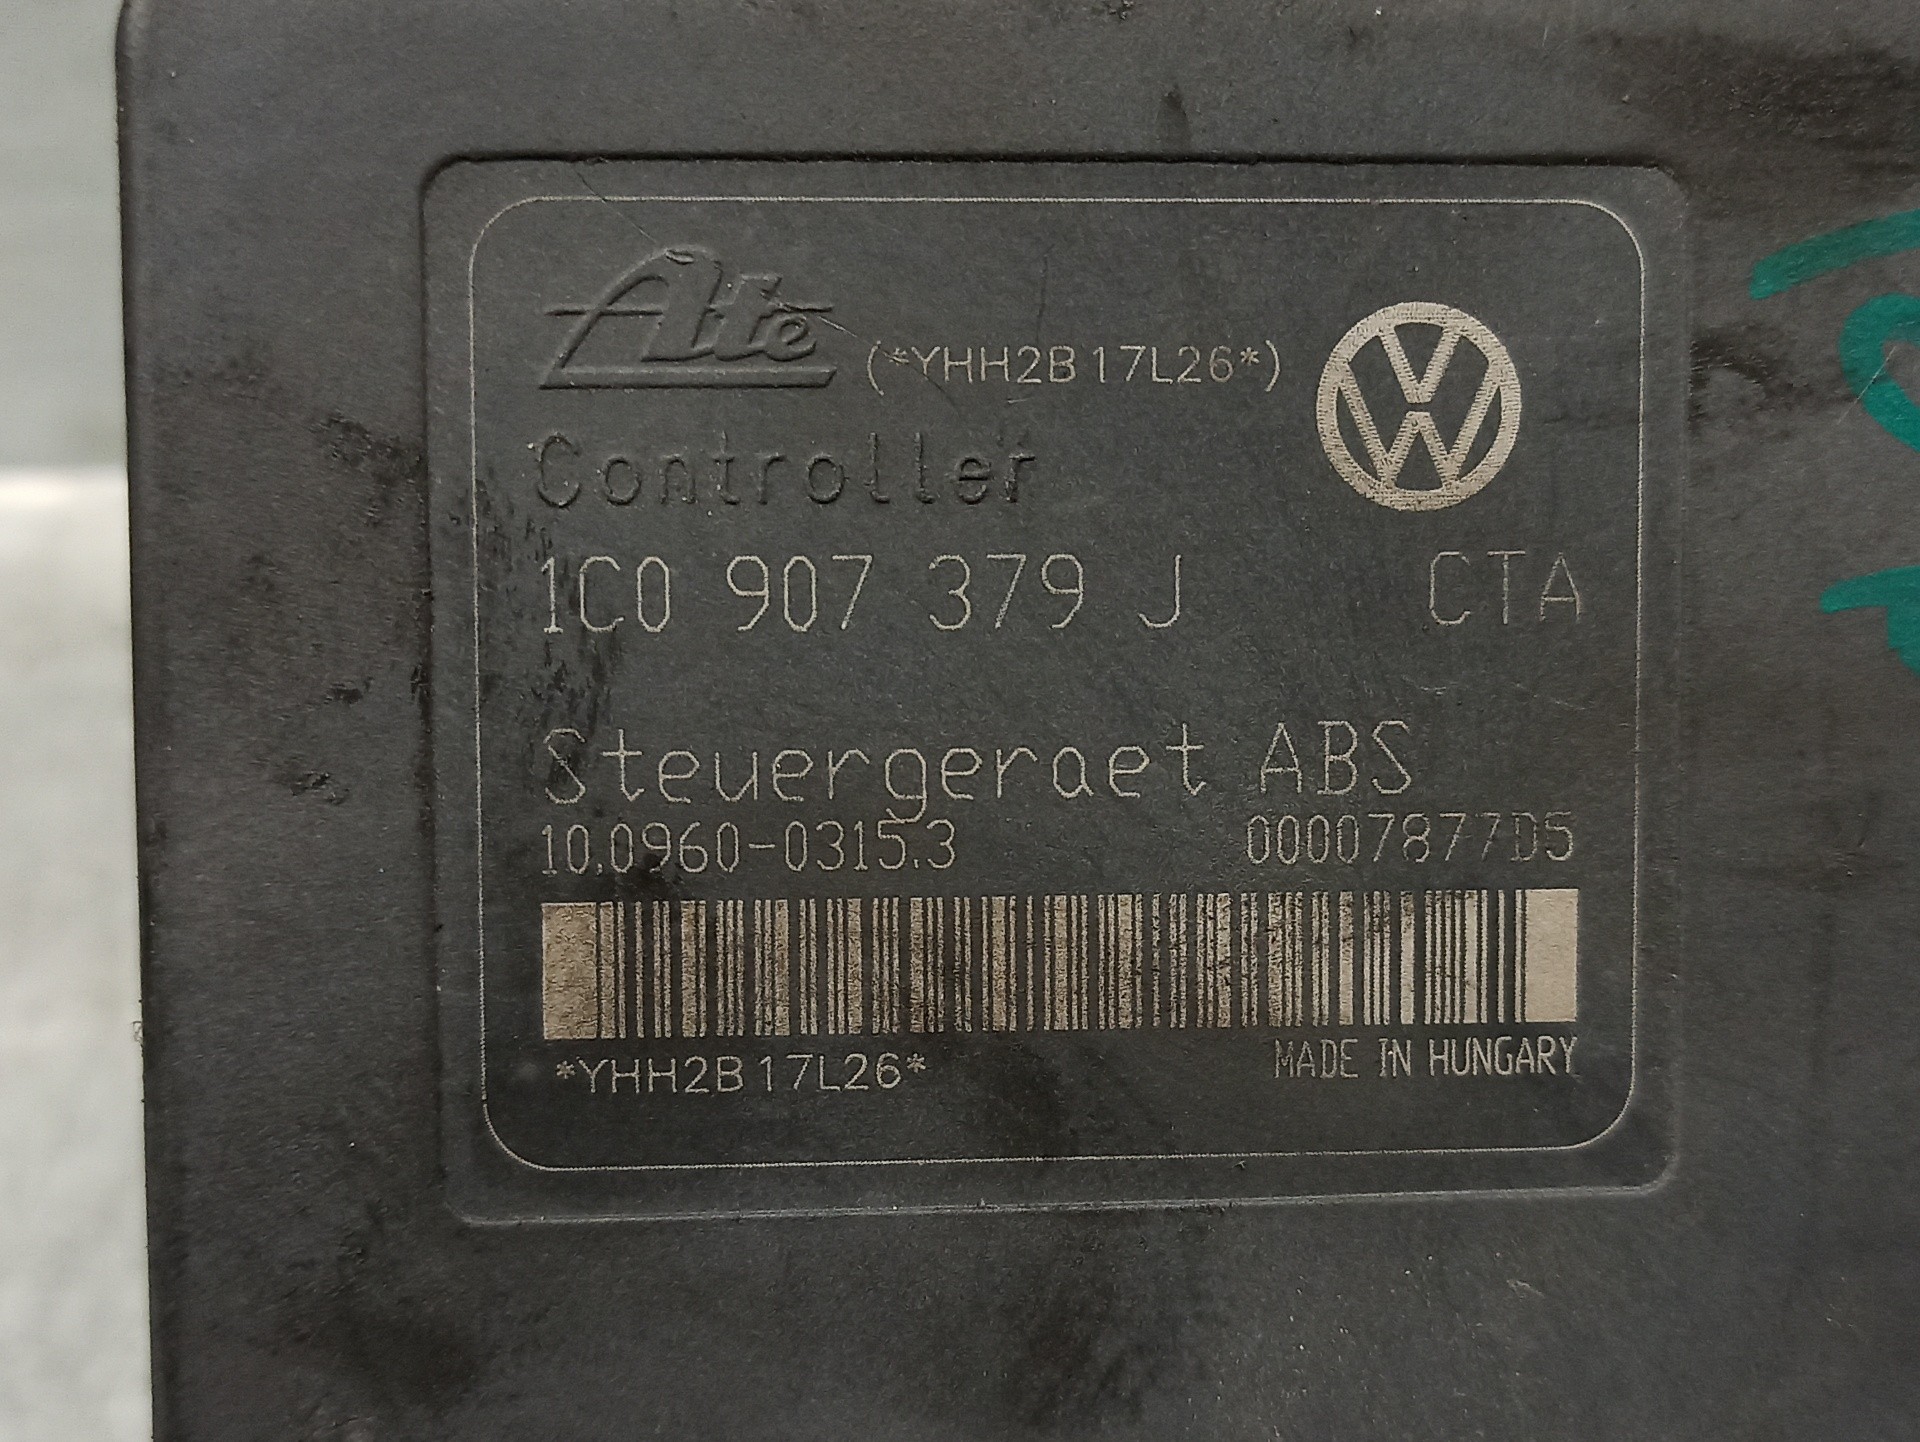 Ate (*YHH2B17L26*)
Controller
1C0 907 379 J CTA
Steuergeraet ABS
10.0960-0315.3 00007877D5
*YHH2B17L26* MADE IN HUNGARY